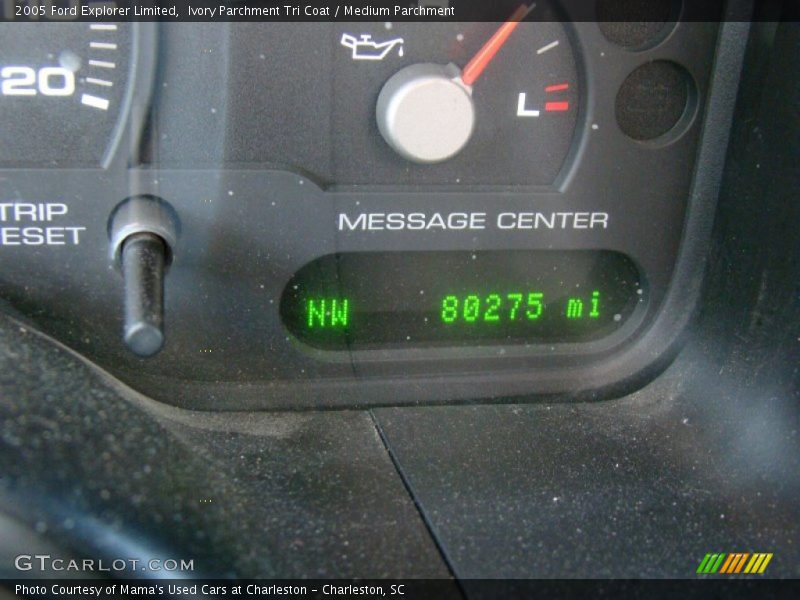 2005 Ford Explorer Limited,  Ivory Parchment Tri Coat / Medium Parchment
20
L
TRIP
ESET
MESSAGE CENTER
NW 80275 mi
GTCARLOT.COM
Photo Courtesy of Mama's Used Cars at Charleston - Charleston, SC